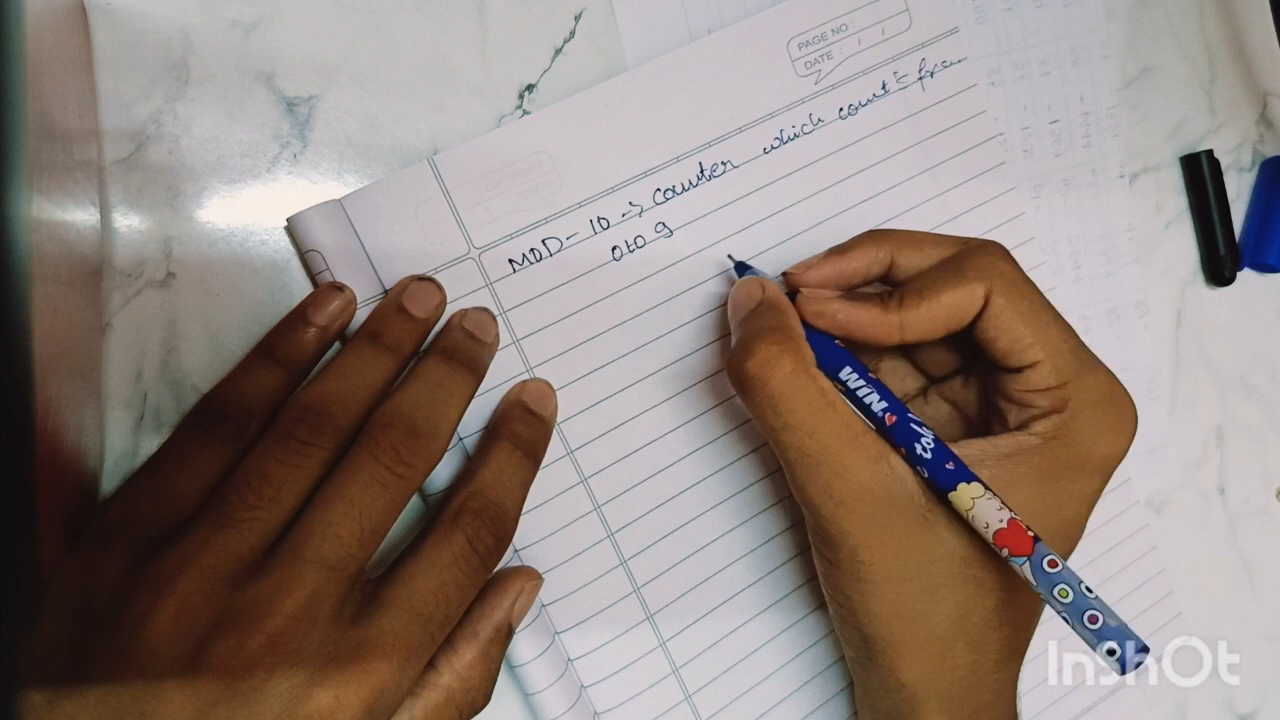 PAGE NO :
DATE : / /
MOD - 10 → Counter which count's from
0 to 9
WIN
InShOt